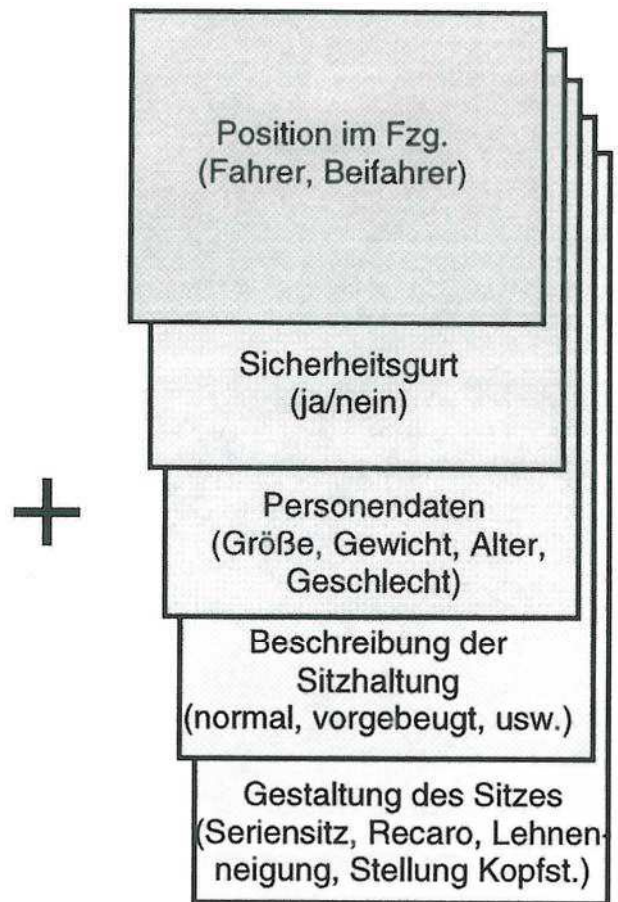 Position im Fzg.
(Fahrer, Beifahrer)
Sicherheitsgurt
(ja/nein)
+
Personendaten
(Größe, Gewicht, Alter,
Geschlecht)
Beschreibung der
Sitzhaltung
(normal, vorgebeugt, usw.)
Gestaltung des Sitzes
(Seriensitz, Recaro, Lehnen-
neigung, Stellung Kopfst.)